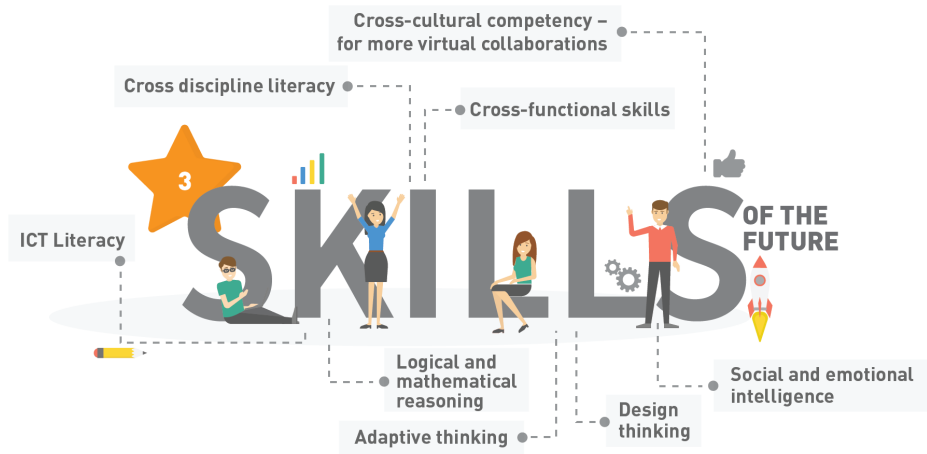 Cross-cultural competency –
for more virtual collaborations
Cross discipline literacy
Cross-functional skills
3
SKILLS
OF THE
FUTURE
ICT Literacy
Logical and
mathematical
reasoning
Social and emotional
intelligence
Design
thinking
Adaptive thinking